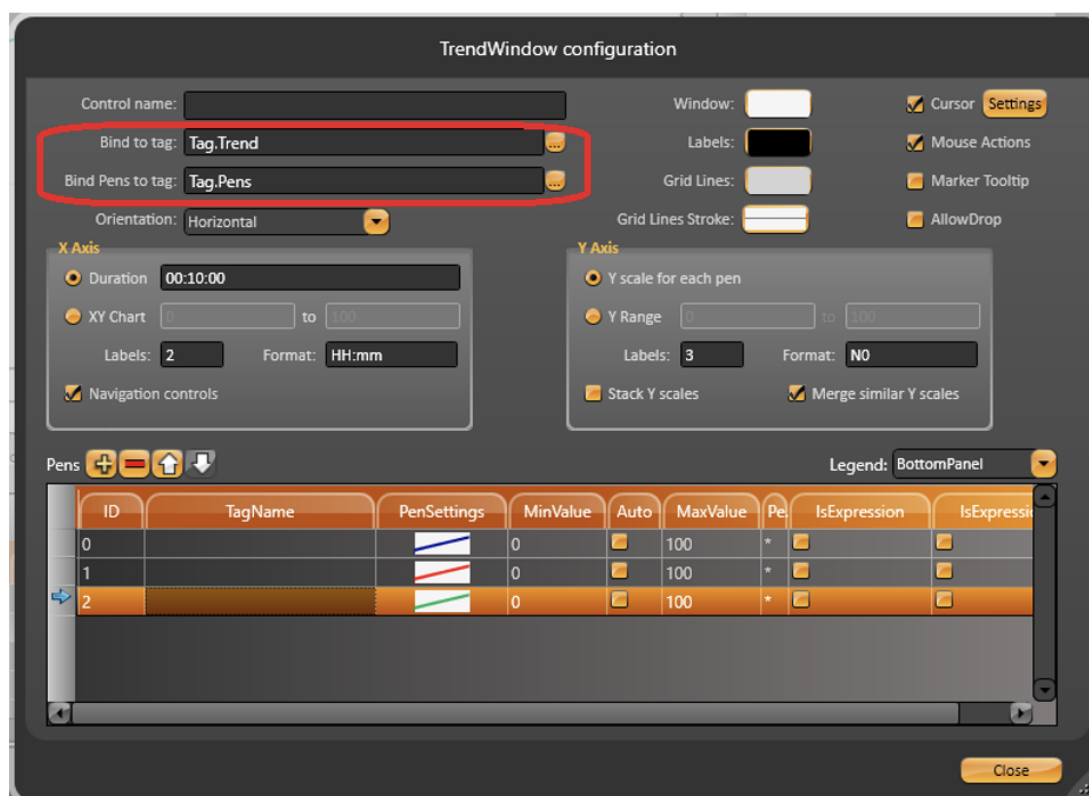 TrendWindow configuration
Control name:
Window:
Cursor
Settings
Bind to tag: Tag.Trend ...
Labels:
Mouse Actions
Bind Pens to tag: Tag.Pens ...
Grid Lines:
Marker Tooltip
Orientation: Horizontal
Grid Lines Stroke:
AllowDrop
X Axis
Duration 00:10:00
XY Chart 0 to 100
Labels: 2 Format: HH:mm
Navigation controls
Y Axis
Y scale for each pen
Y Range 0 to 100
Labels: 3 Format: N0
Stack Y scales Merge similar Y scales
Pens
Legend: BottomPanel
ID TagName PenSettings MinValue Auto MaxValue Pe. IsExpression IsExpressio
0 0 100 *
1 0 100 *
2 0 100 *
Close